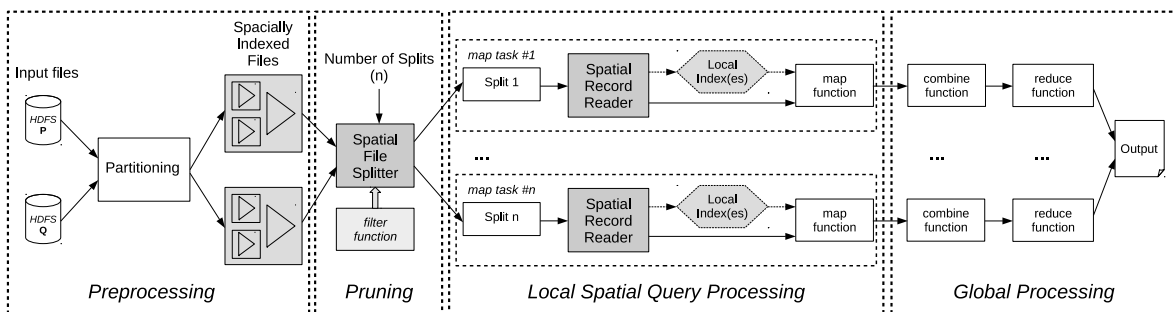 Input files
HDFS
P
HDFS
Q
Partitioning
Spacially
Indexed
Files
Preprocessing
Number of Splits
(n)
Spatial
File
Splitter
filter
function
Pruning
map task #1
Split 1
Spatial
Record
Reader
Local
Index(es)
map
function
...
...
map task #n
Split n
Spatial
Record
Reader
Local
Index(es)
map
function
Local Spatial Query Processing
combine
function
reduce
function
...
...
combine
function
reduce
function
Output
Global Processing